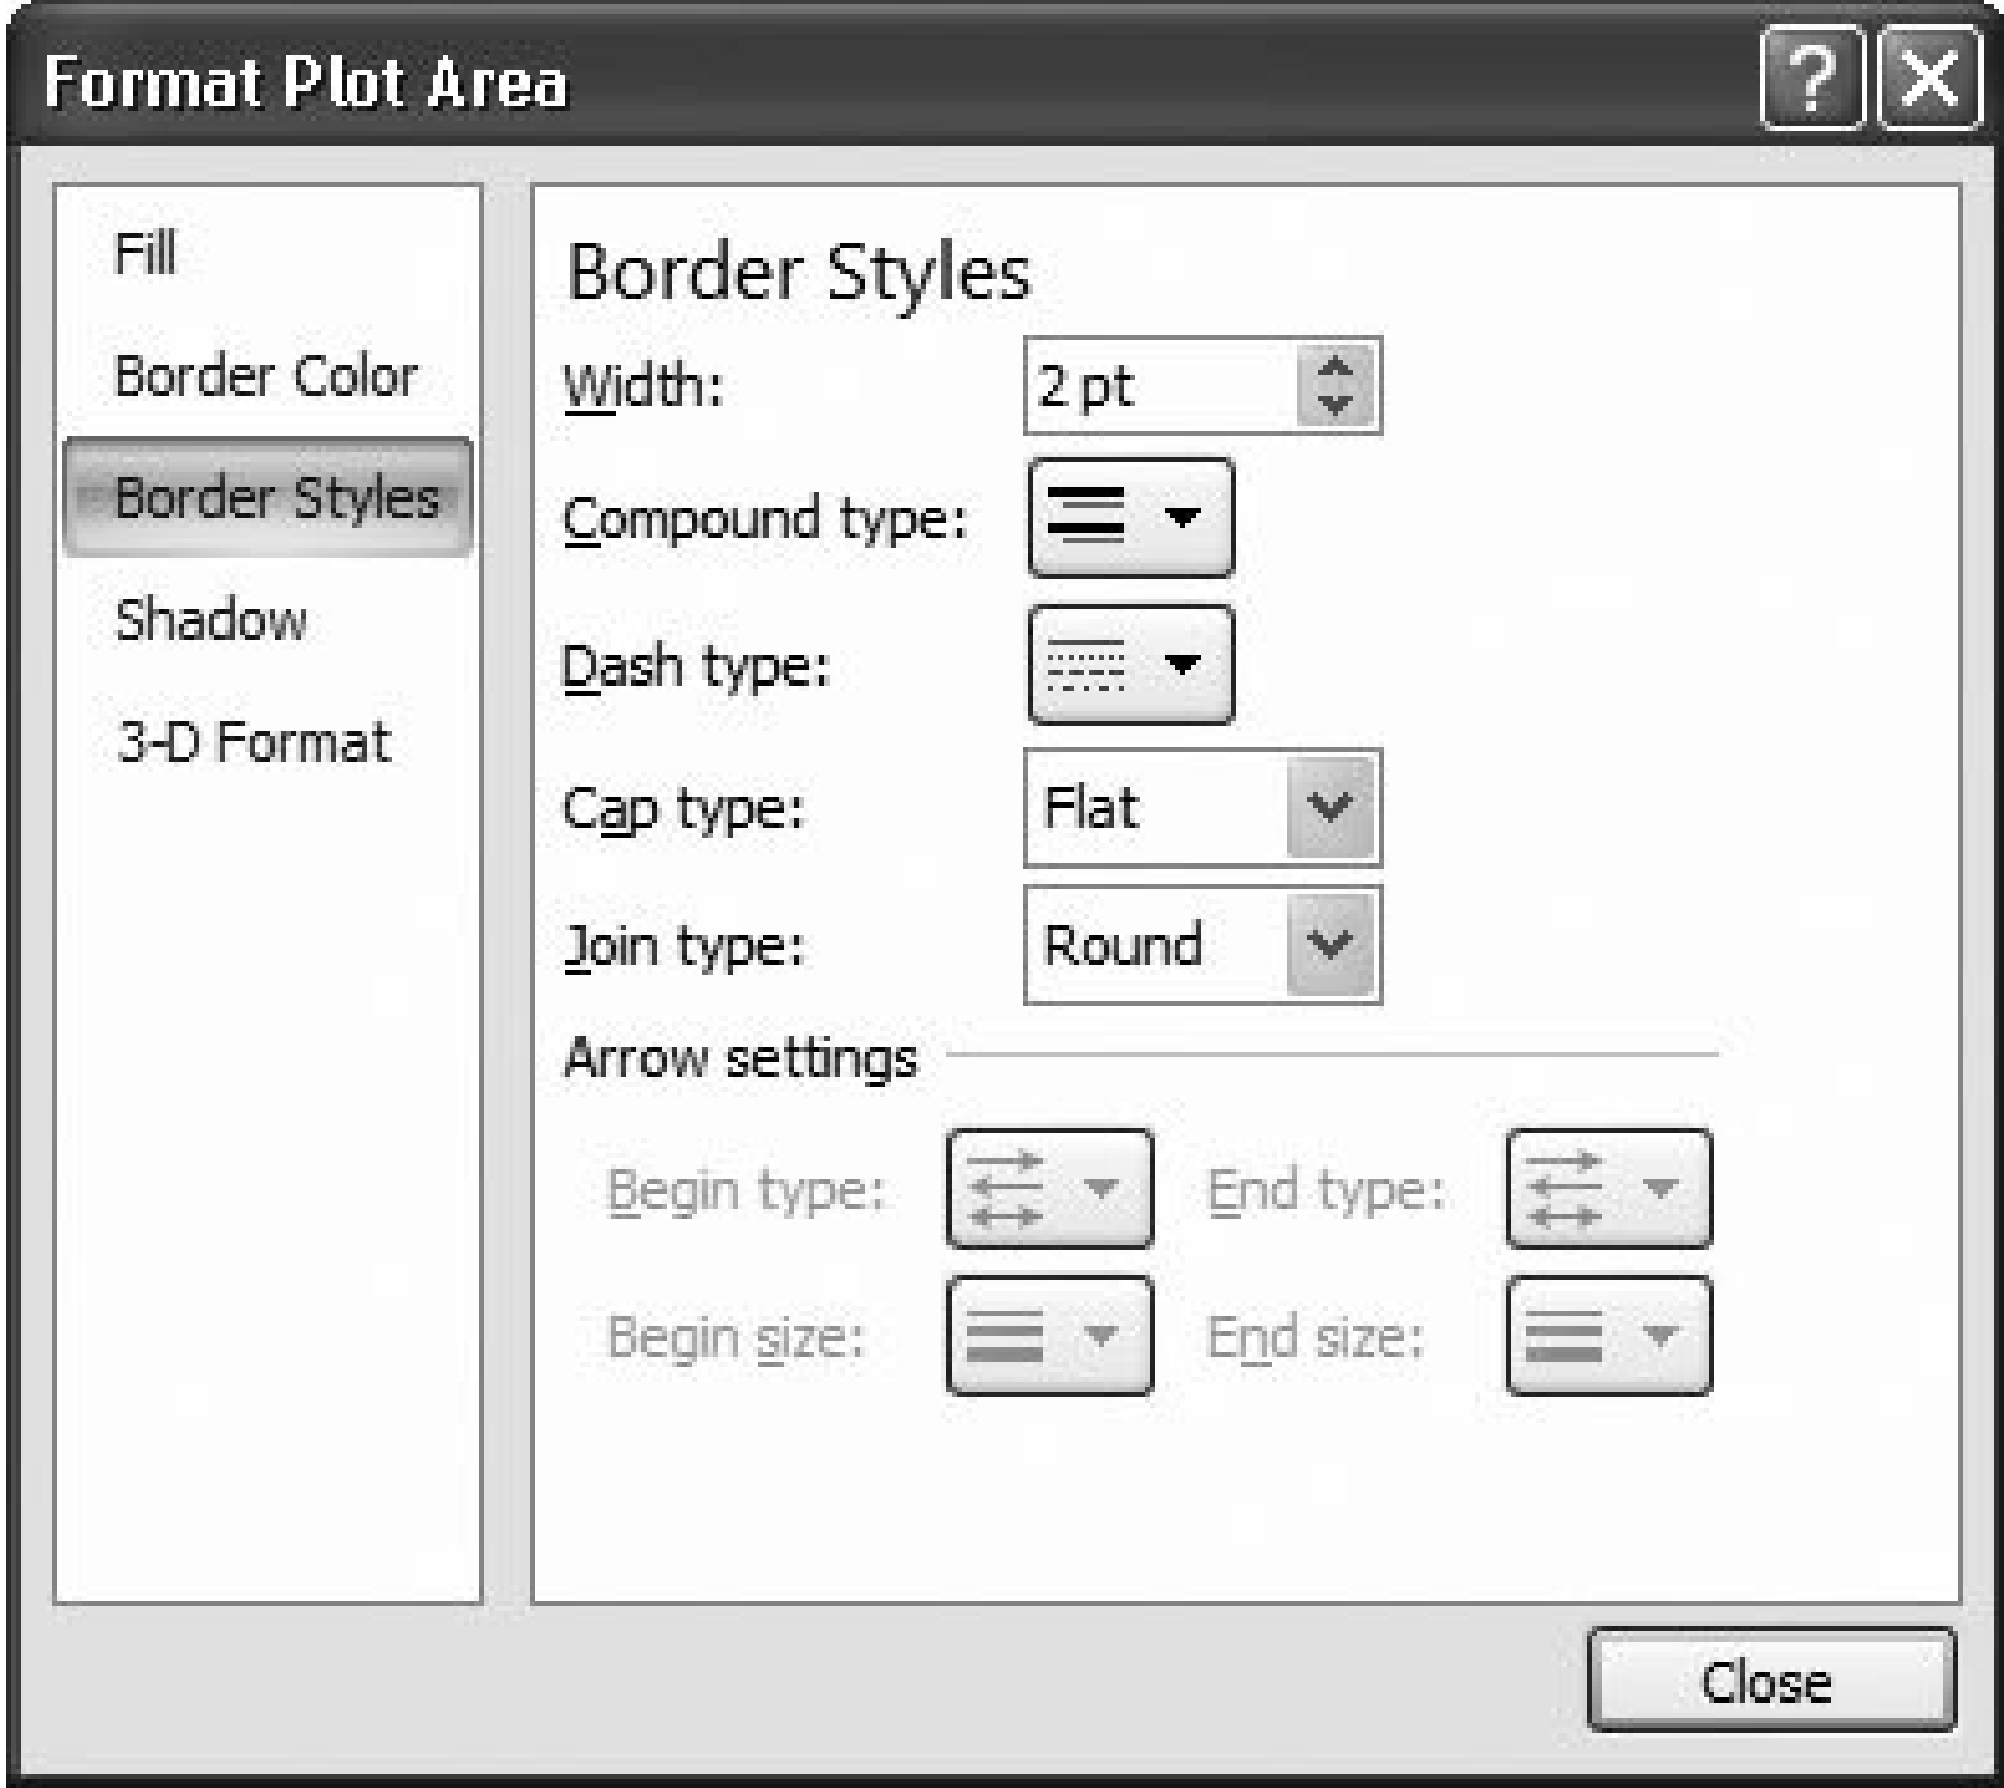 Format Plot Area
Fill
Border Color
Border Styles
Shadow
3-D Format
Border Styles
Width: 2 pt
Compound type:
Dash type:
Cap type: Flat
Join type: Round
Arrow settings
Begin type: End type:
Begin size: End size:
Close